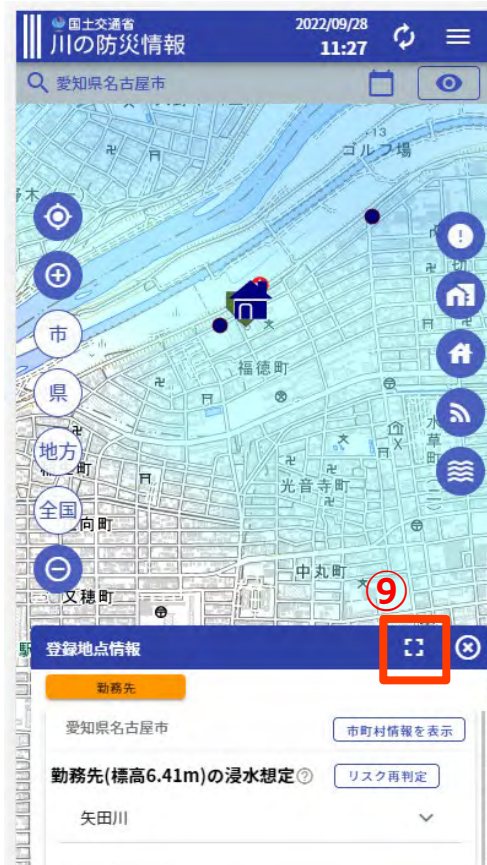 国土交通省
川の防災情報
2022/09/28
11:27
愛知県名古屋市
-13
ゴルフ場
市
県
地方
全国
福徳町
光音寺町
水草町
中丸町
又穂町
⑨
登録地点情報
勤務先
愛知県名古屋市
市町村情報を表示
勤務先(標高6.41m)の浸水想定
リスク再判定
矢田川